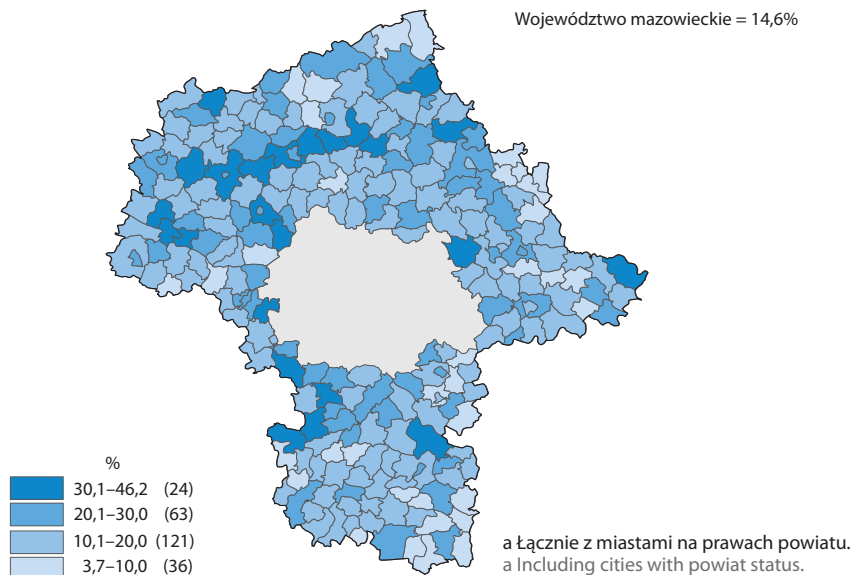 Województwo mazowieckie = 14,6%
%
30,1–46,2 (24)
20,1–30,0 (63)
10,1–20,0 (121)
3,7–10,0 (36)
a Łącznie z miastami na prawach powiatu.
a Including cities with powiat status.